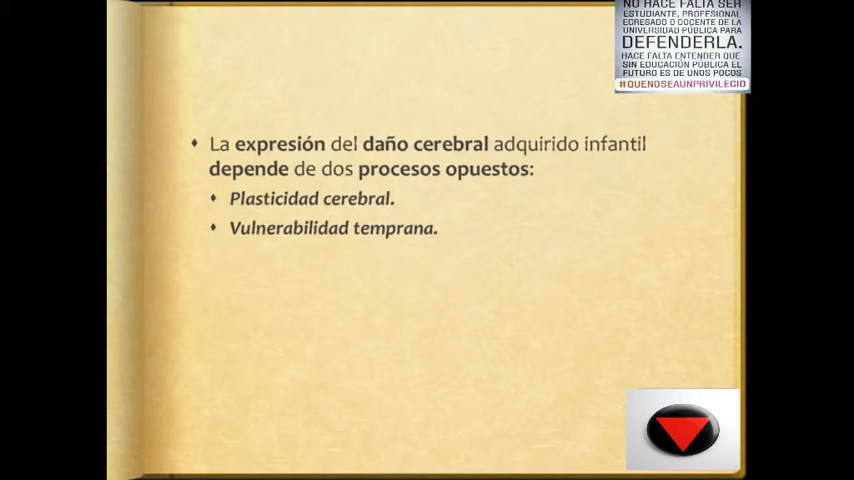 NO HACE FALTA SER
ESTUDIANTE, PROFESIONAL
EGRESADO O DOCENTE DE LA
UNIVERSIDAD PÚBLICA PARA
DEFENDERLA.
HACE FALTA ENTENDER QUE
SIN EDUCACIÓN PÚBLICA EL
FUTURO ES DE UNOS POCOS
#QUENOSEAUNPRIVILEGIO
La expresión del daño cerebral adquirido infantil
depende de dos procesos opuestos:
Plasticidad cerebral.
Vulnerabilidad temprana.